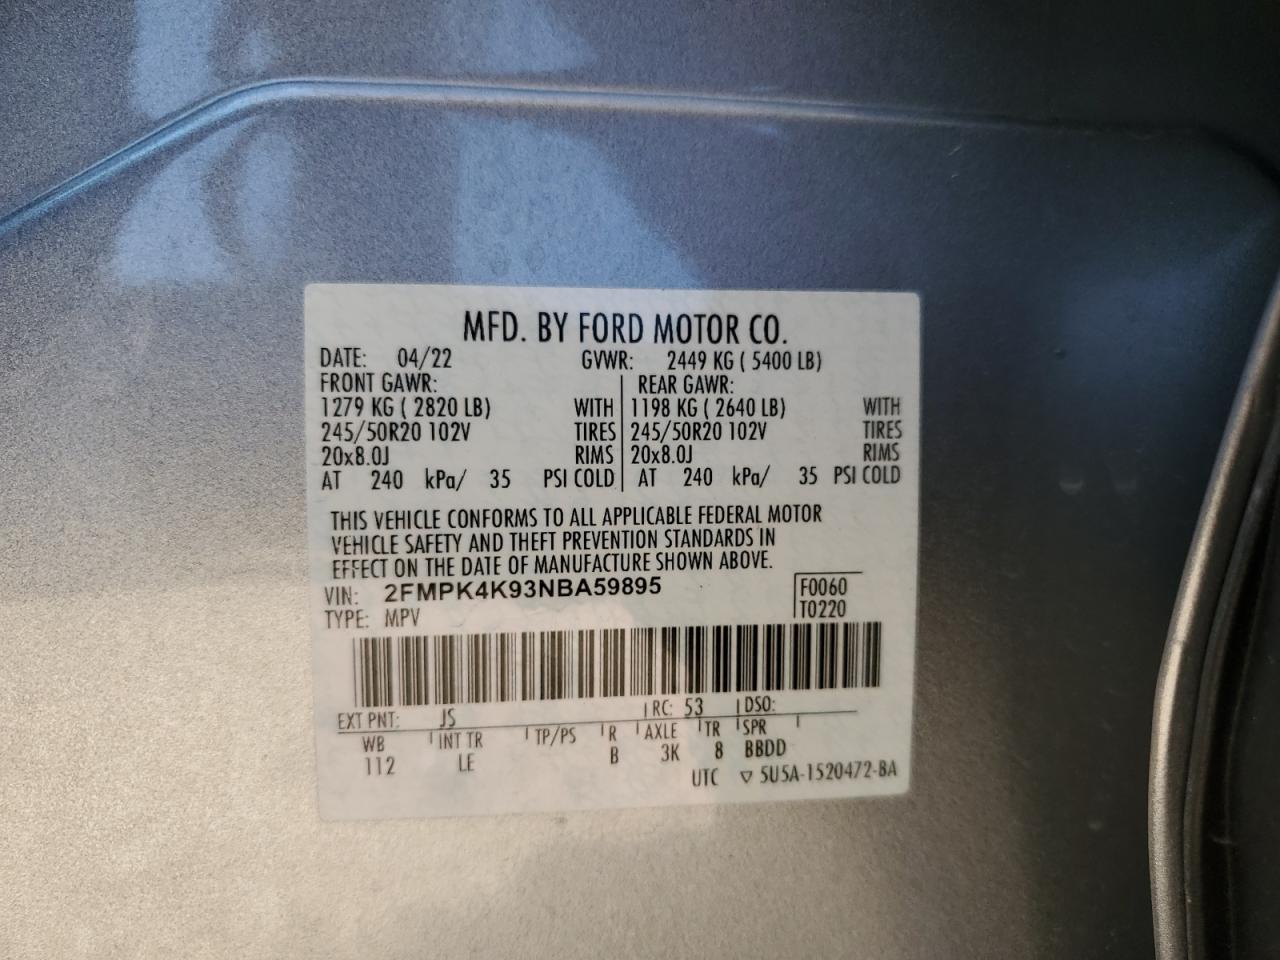 MFD. BY FORD MOTOR CO.
DATE: 04/22 GVWR: 2449 KG ( 5400 LB)
FRONT GAWR: REAR GAWR:
1279 KG ( 2820 LB) WITH 1198 KG ( 2640 LB) WITH
245/50R20 102V TIRES 245/50R20 102V TIRES
20x8.0J RIMS 20x8.0J RIMS
AT 240 kPa/ 35 PSI COLD AT 240 kPa/ 35 PSI COLD
THIS VEHICLE CONFORMS TO ALL APPLICABLE FEDERAL MOTOR
VEHICLE SAFETY AND THEFT PREVENTION STANDARDS IN
EFFECT ON THE DATE OF MANUFACTURE SHOWN ABOVE.
VIN: 2FMPK4K93NBA59895 F0060
TYPE: MPV T0220
EXT PNT: JS RC: 53 DSO:
WB INT TR TP/PS R AXLE TR SPR
112 LE B 3K 8 BBDD
UTC ▽ 5U5A-1520472-BA